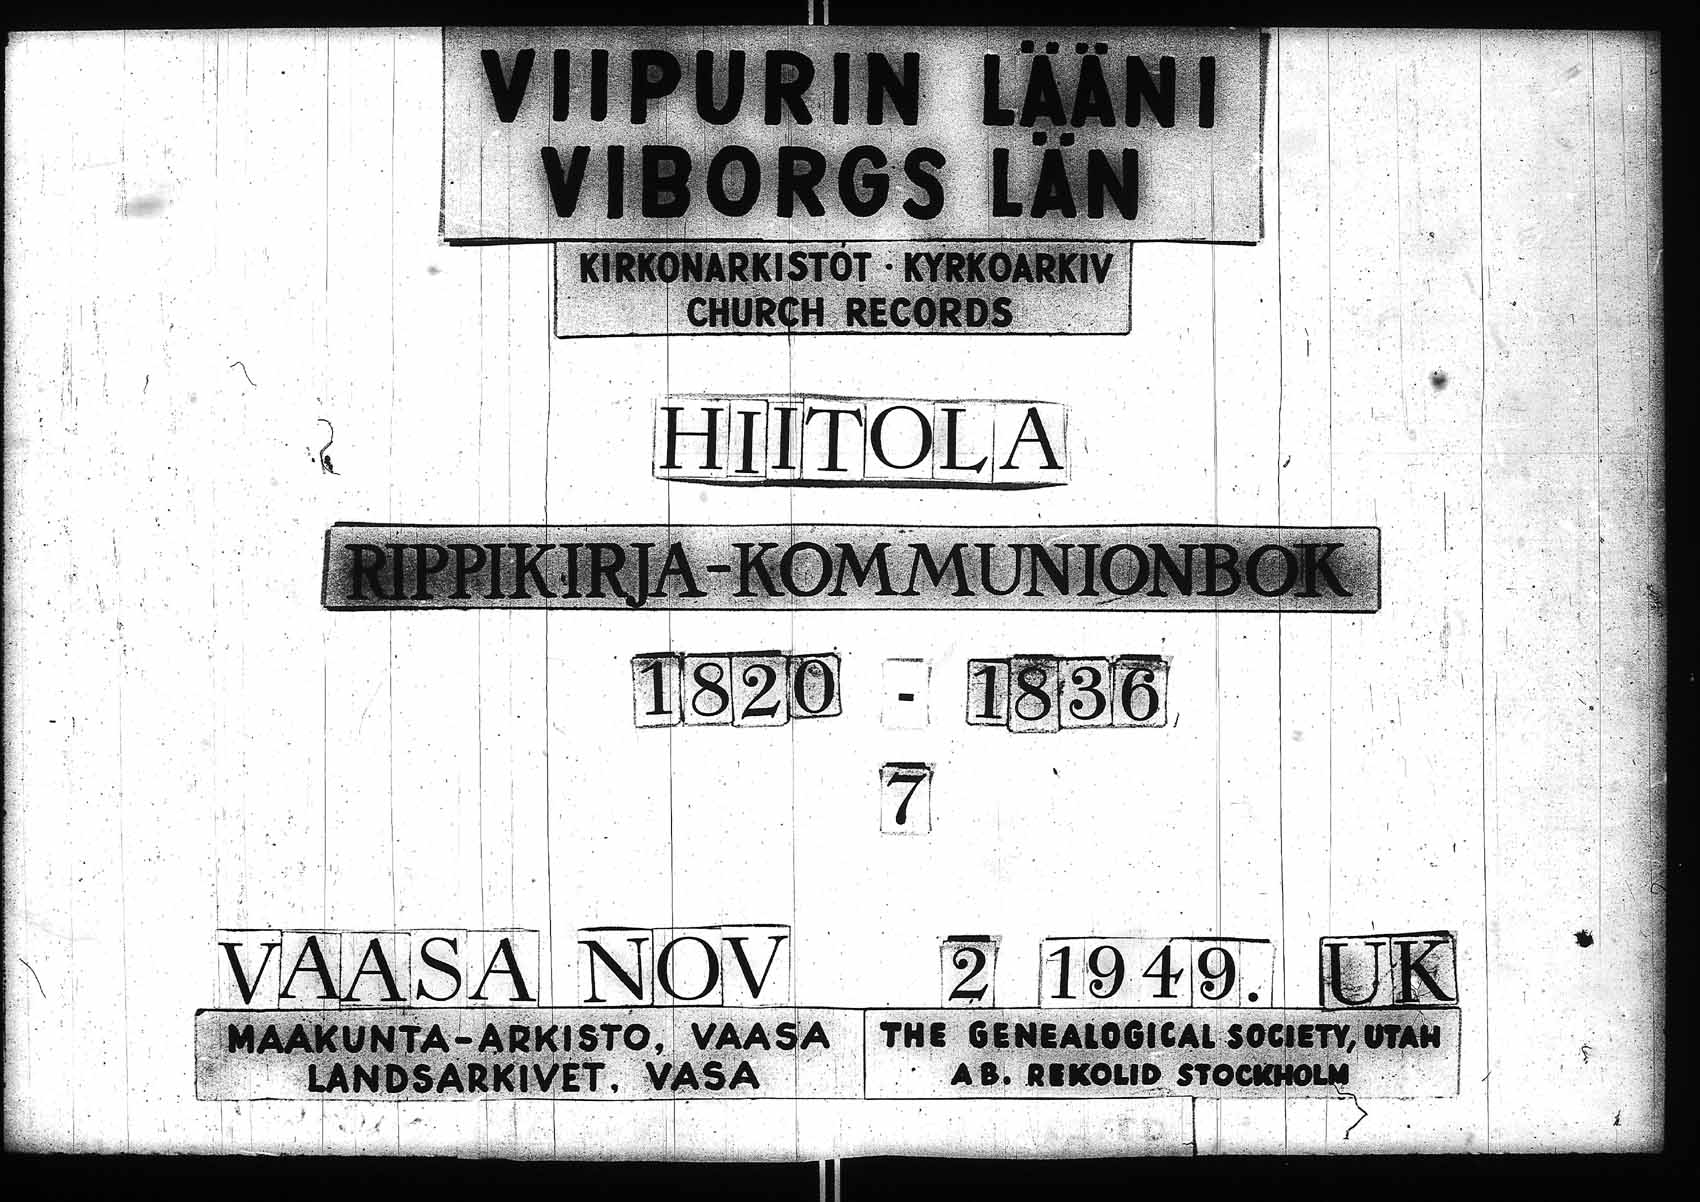 VIIPURIN LÄÄNI
VIBORGS LÄN
KIRKONARKISTOT · KYRKOARKIV
CHURCH RECORDS
HIITOLA
RIPPIKIRJA-KOMMUNIONBOK
1820 - 1836
7
VAASA NOV 2 1949. UK
MAAKUNTA-ARKISTO, VAASA
LANDSARKIVET, VASA
THE GENEALOGICAL SOCIETY, UTAH
AB. REKOLID STOCKHOLM